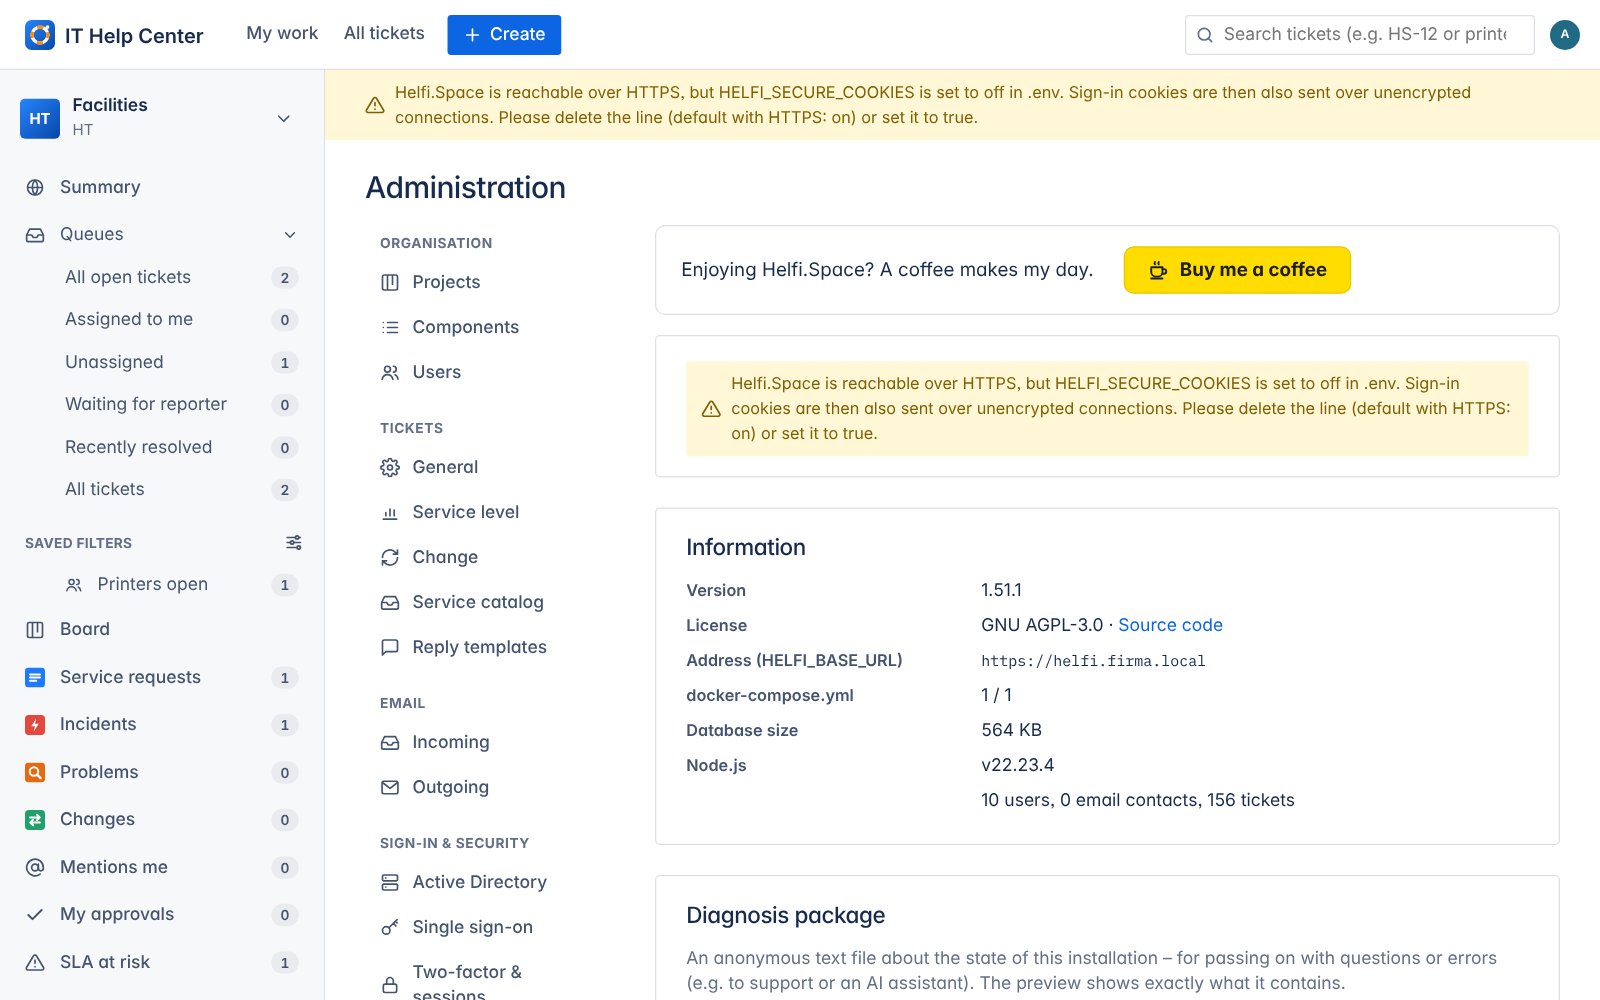 IT Help Center
My work
All tickets
Create
Search tickets (e.g. HS-12 or printe
A
HT
Facilities
HT
Summary
Queues
All open tickets 2
Assigned to me 0
Unassigned 1
Waiting for reporter 0
Recently resolved 0
All tickets 2
SAVED FILTERS
Printers open 1
Board
Service requests 1
Incidents 1
Problems 0
Changes 0
Mentions me 0
My approvals 0
SLA at risk 1
Helfi.Space is reachable over HTTPS, but HELFI_SECURE_COOKIES is set to off in .env. Sign-in cookies are then also sent over unencrypted
connections. Please delete the line (default with HTTPS: on) or set it to true.
Administration
ORGANISATION
Projects
Components
Users
TICKETS
General
Service level
Change
Service catalog
Reply templates
EMAIL
Incoming
Outgoing
SIGN-IN & SECURITY
Active Directory
Single sign-on
Two-factor &
sessions
Enjoying Helfi.Space? A coffee makes my day.
Buy me a coffee
Helfi.Space is reachable over HTTPS, but HELFI_SECURE_COOKIES is set to off in .env. Sign-in
cookies are then also sent over unencrypted connections. Please delete the line (default with HTTPS:
on) or set it to true.
Information
Version 1.51.1
License GNU AGPL-3.0 · Source code
Address (HELFI_BASE_URL) https://helfi.firma.local
docker-compose.yml 1 / 1
Database size 564 KB
Node.js v22.23.4
10 users, 0 email contacts, 156 tickets
Diagnosis package
An anonymous text file about the state of this installation – for passing on with questions or errors
(e.g. to support or an AI assistant). The preview shows exactly what it contains.